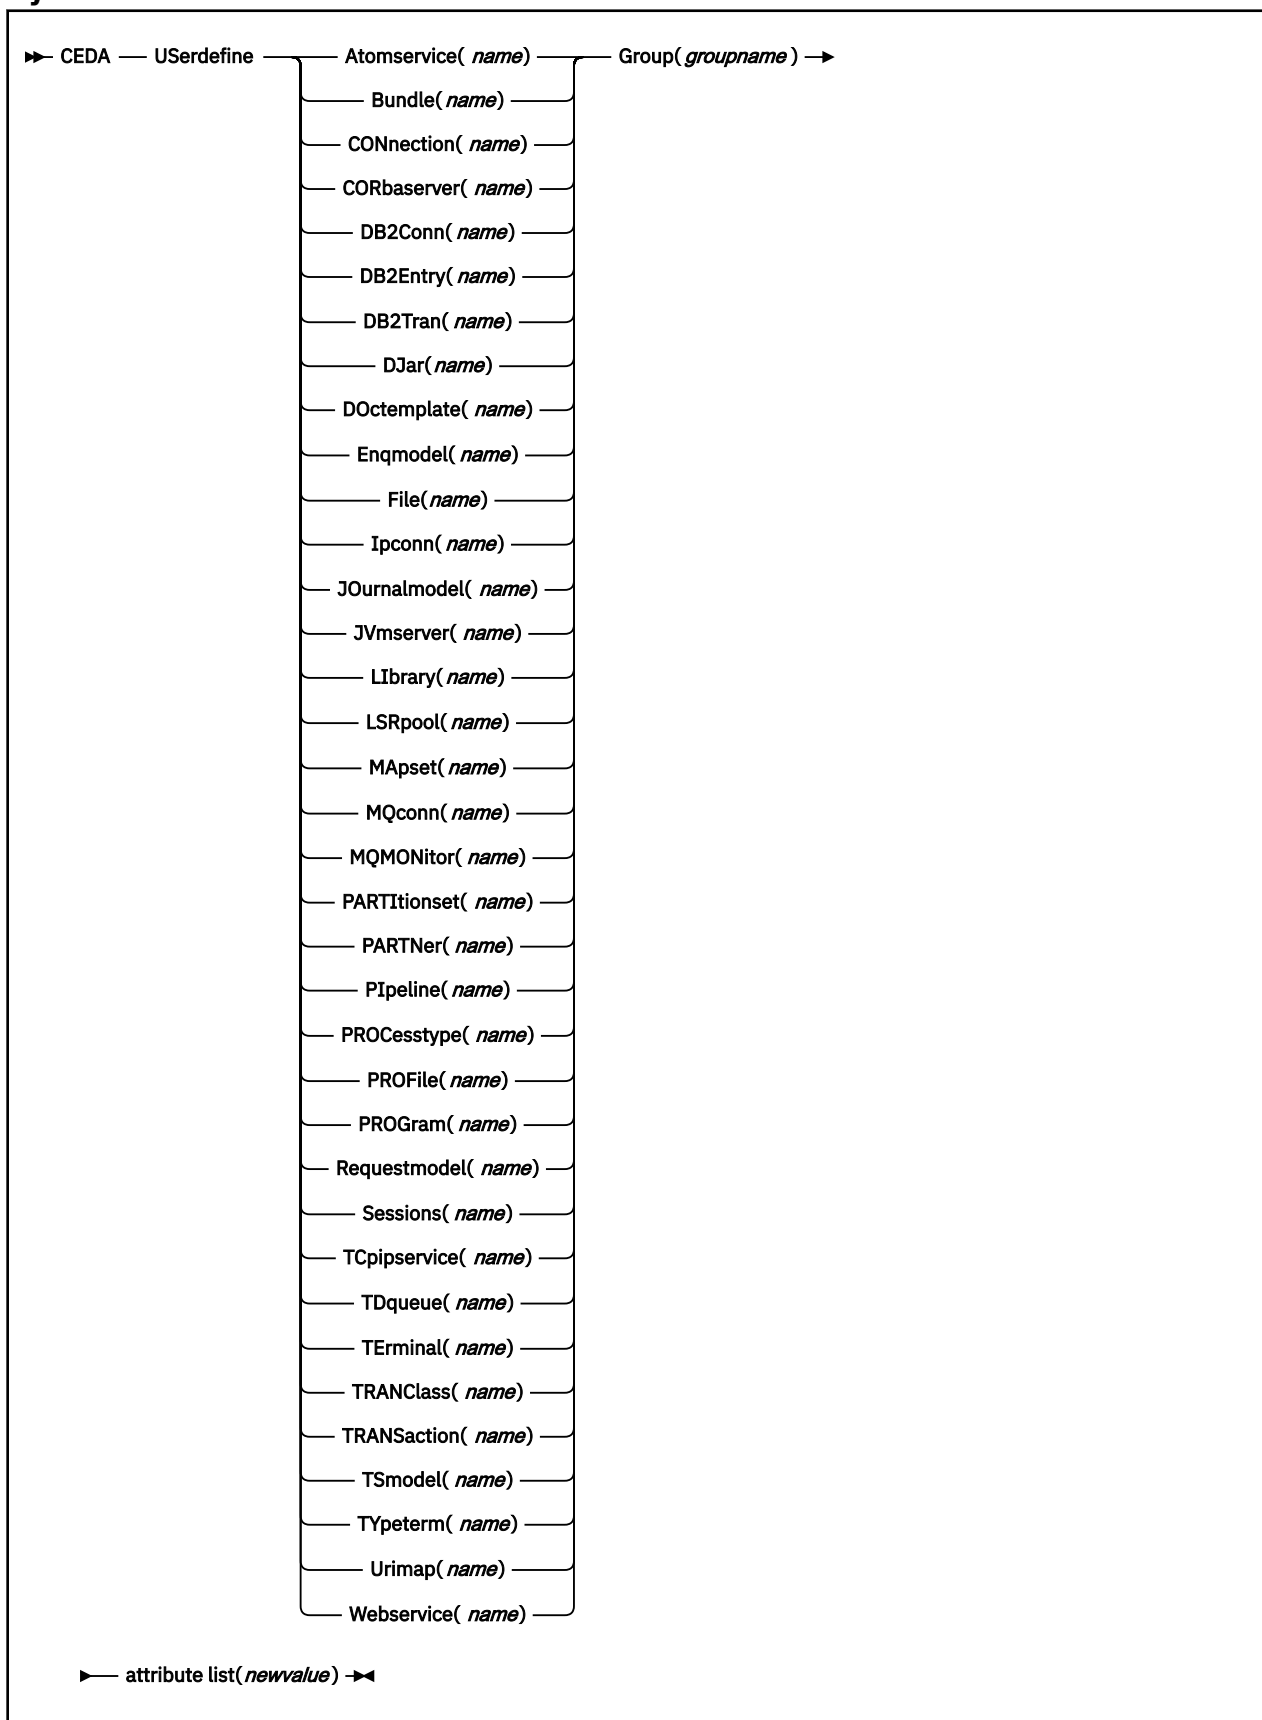 CEDA USerdefine Atomservice( name) Group(groupname)
Bundle(name)
CONnection( name)
CORbaserver( name)
DB2Conn(name)
DB2Entry(name)
DB2Tran(name)
DJar(name)
DOctemplate( name)
Enqmodel( name)
File(name)
Ipconn(name)
JOurnalmodel( name)
JVmserver( name)
LIbrary(name)
LSRpool(name)
MApset(name)
MQconn(name)
MQMONitor(name)
PARTItionset( name)
PARTNer( name)
PIpeline(name)
PROCesstype( name)
PROFile(name)
PROGram( name)
Requestmodel( name)
Sessions( name)
TCpipservice( name)
TDqueue( name)
TErminal( name)
TRANClass( name)
TRANSaction( name)
TSmodel( name)
TYpeterm( name)
Urimap(name)
Webservice( name)
attribute list(newvalue)